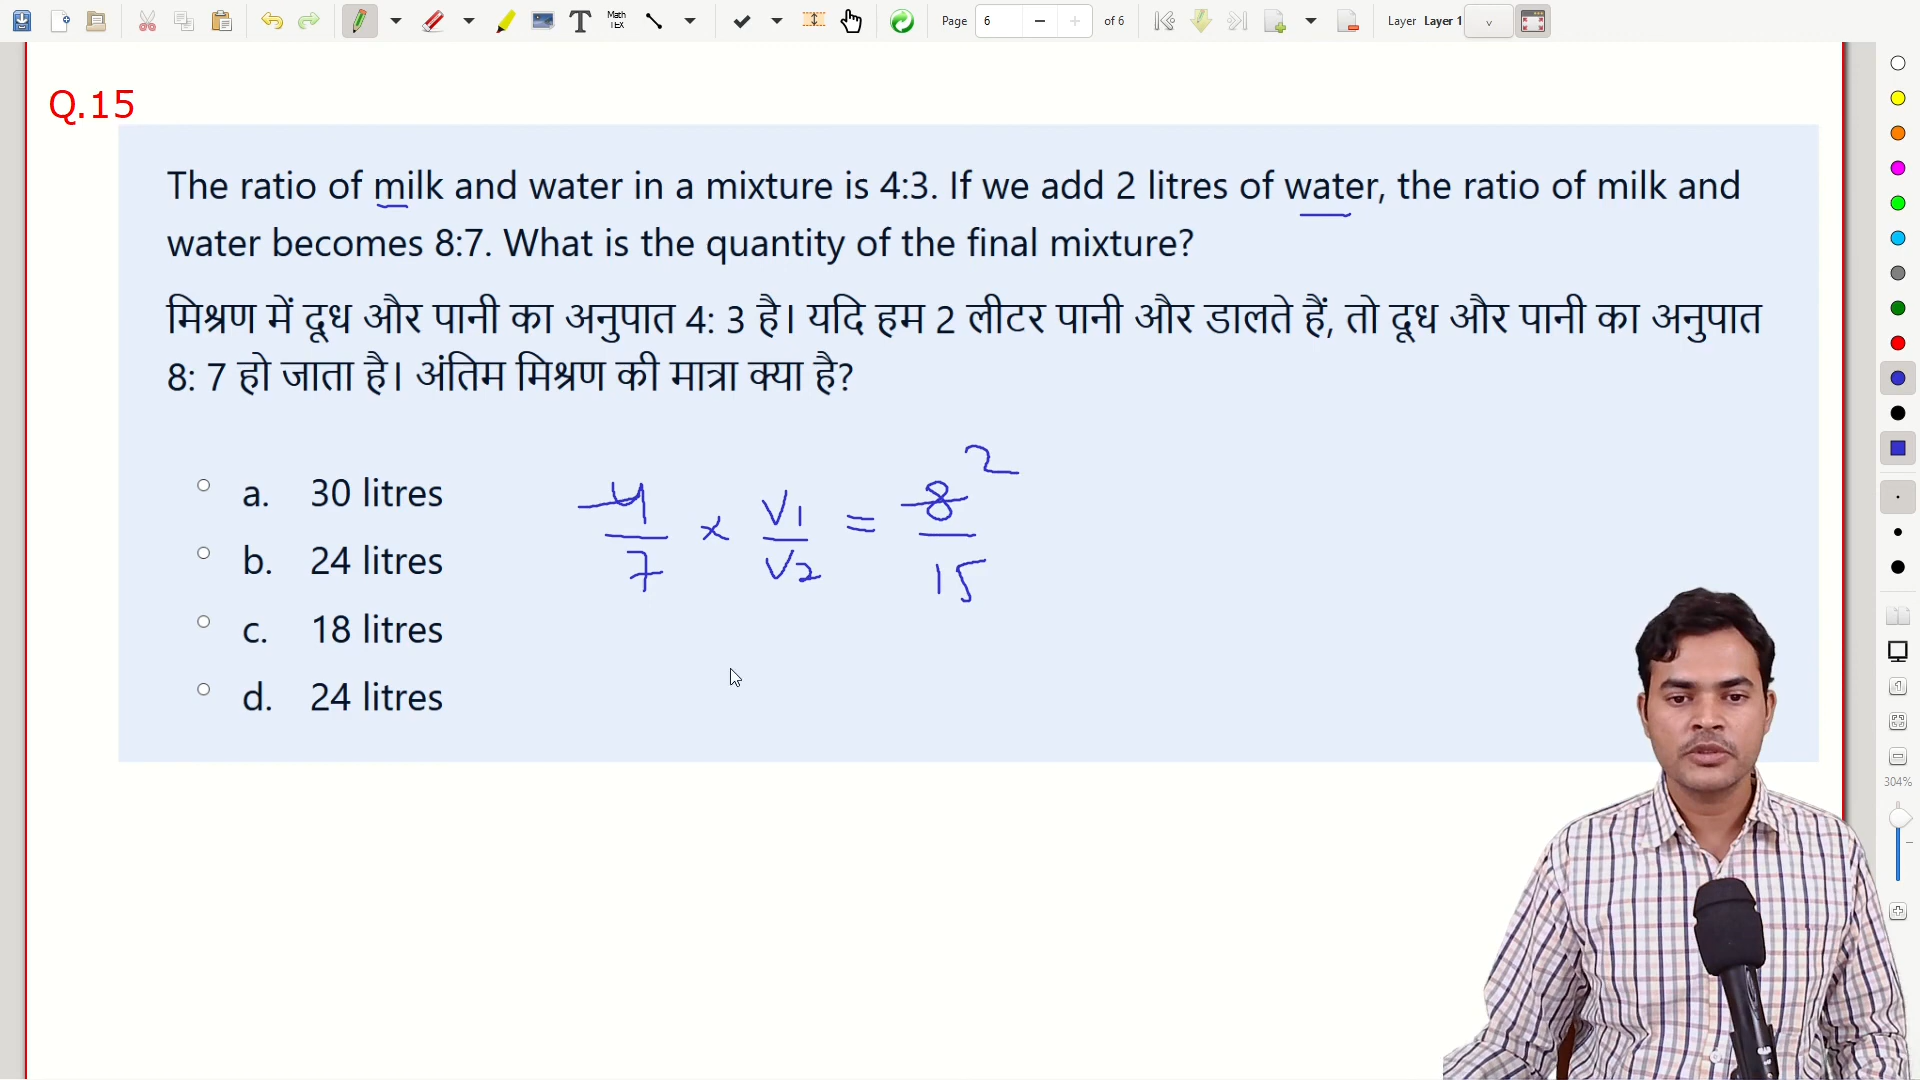 Math
TEX
Page 6 of 6 Layer Layer 1
Q.15
The ratio of milk and water in a mixture is 4:3. If we add 2 litres of water, the ratio of milk and
water becomes 8:7. What is the quantity of the final mixture?
मिश्रण में दूध और पानी का अनुपात 4: 3 है। यदि हम 2 लीटर पानी और डालते हैं, तो दूध और पानी का अनुपात
8: 7 हो जाता है। अंतिम मिश्रण की मात्रा क्या है?
a. 30 litres
b. 24 litres
c. 18 litres
d. 24 litres
2
4/7 × V1/V2 = 8/15
304%